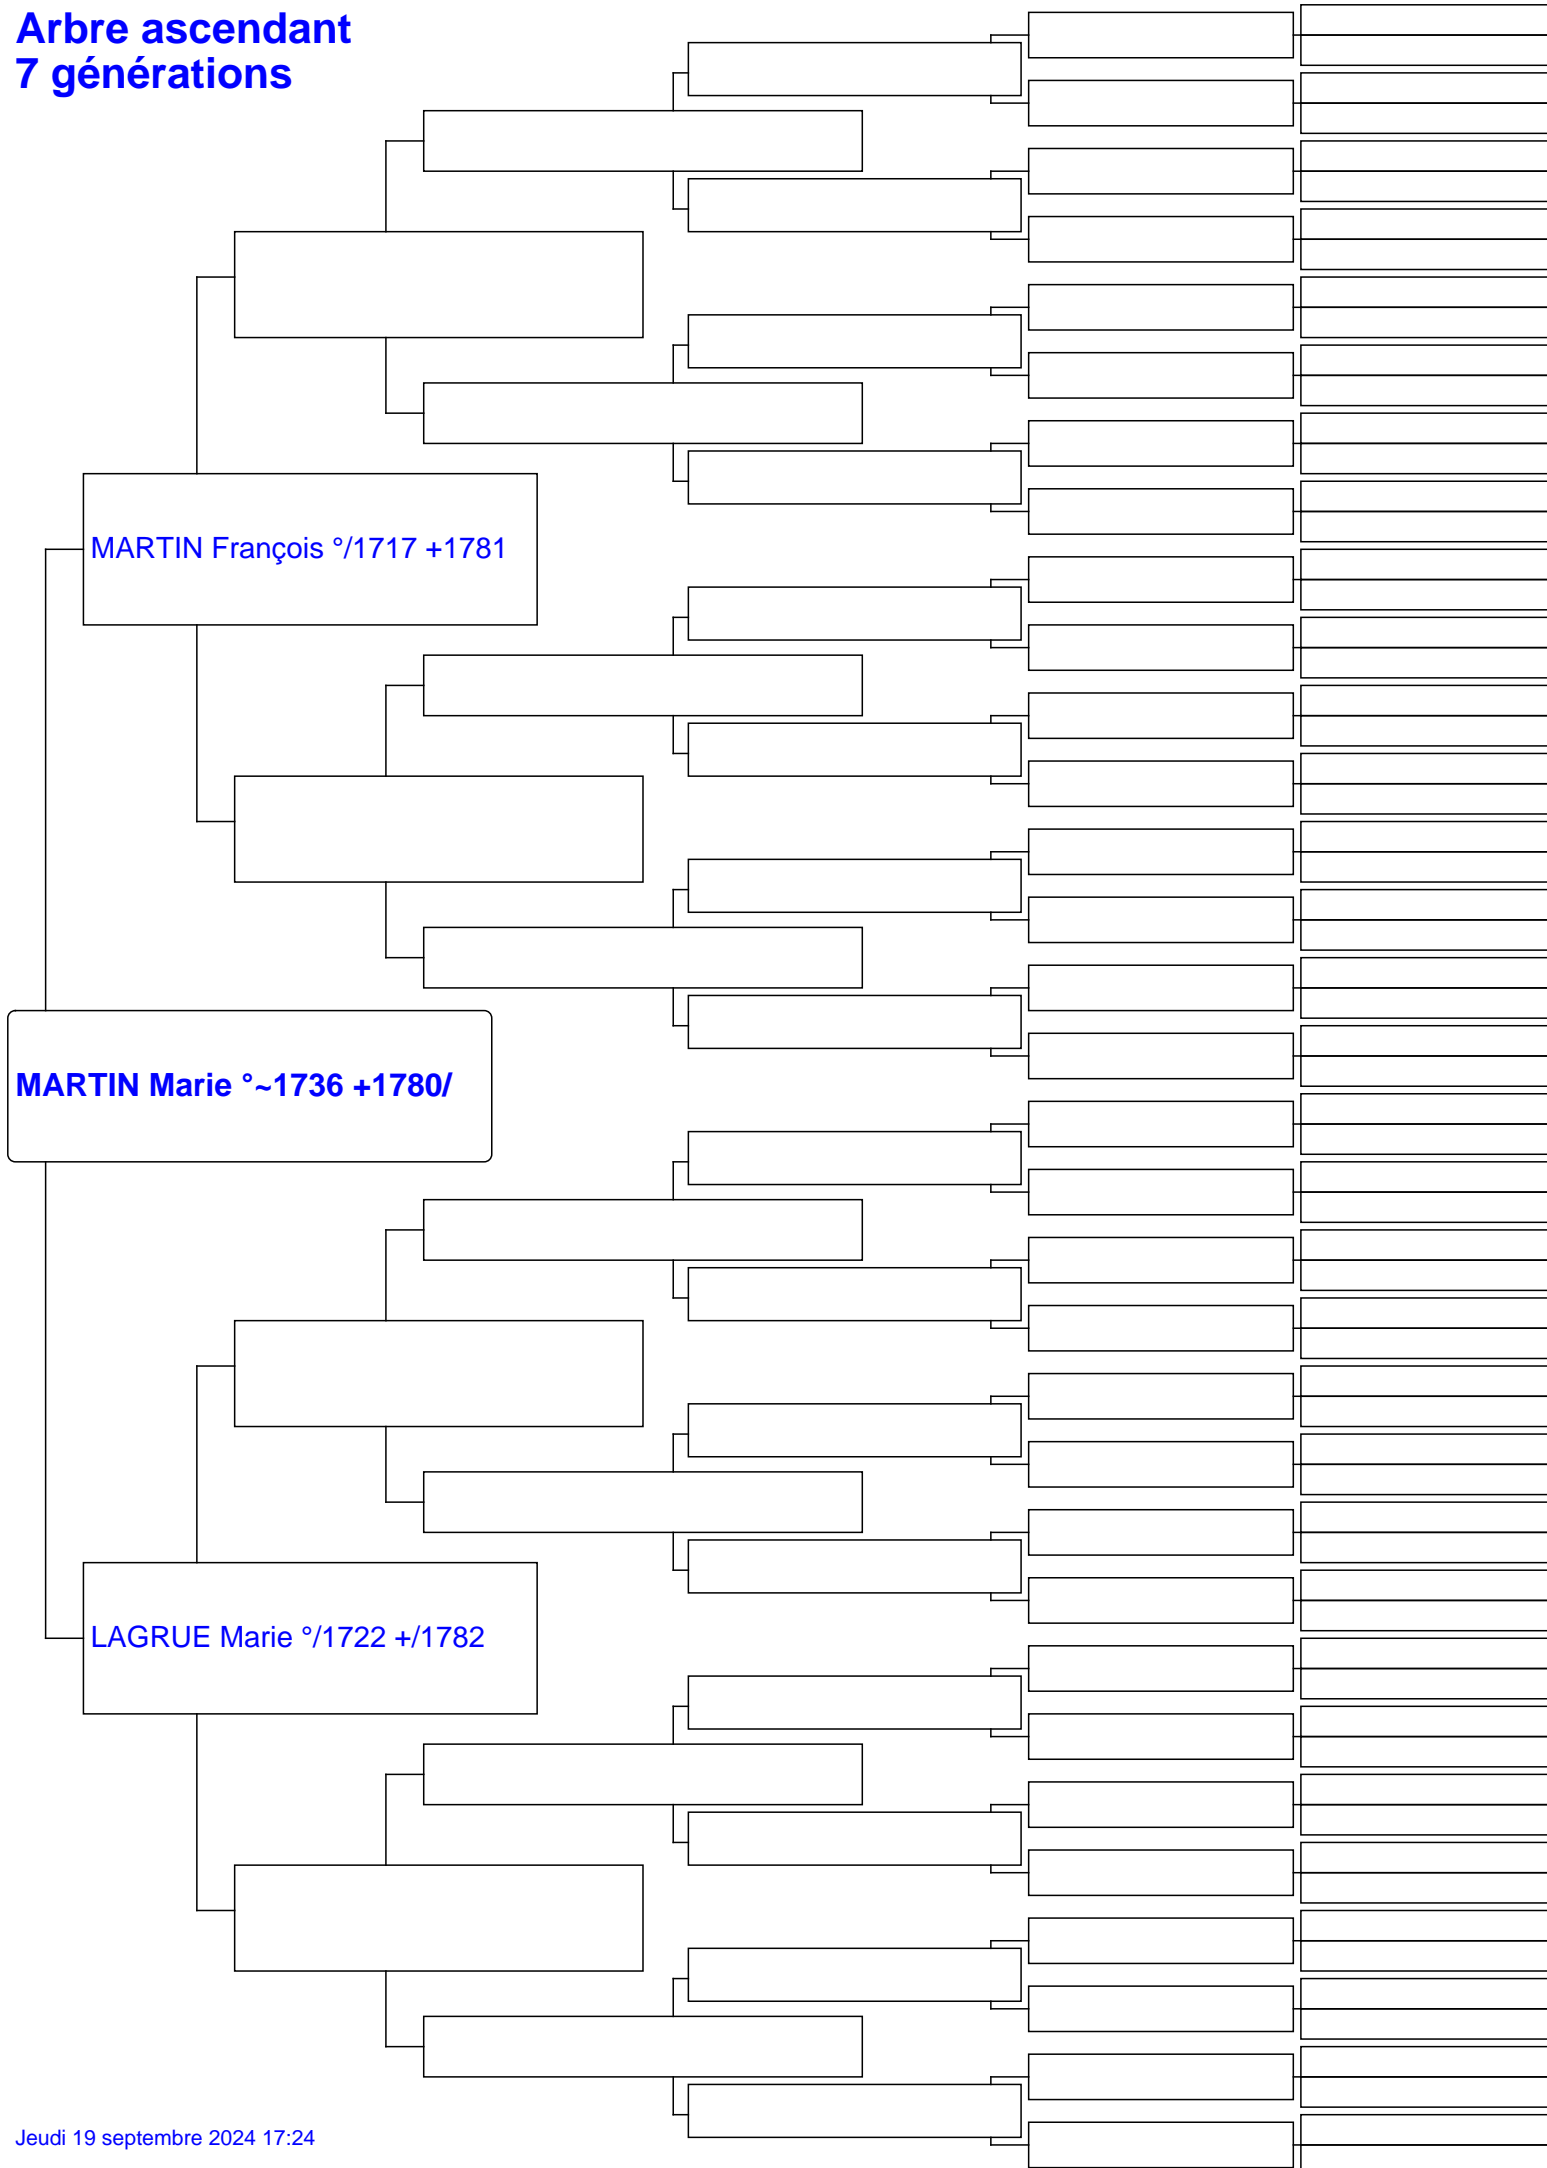 Arbre ascendant
7 générations
MARTIN François °/1717 +1781
MARTIN Marie °~1736 +1780/
LAGRUE Marie °/1722 +/1782
Jeudi 19 septembre 2024 17:24